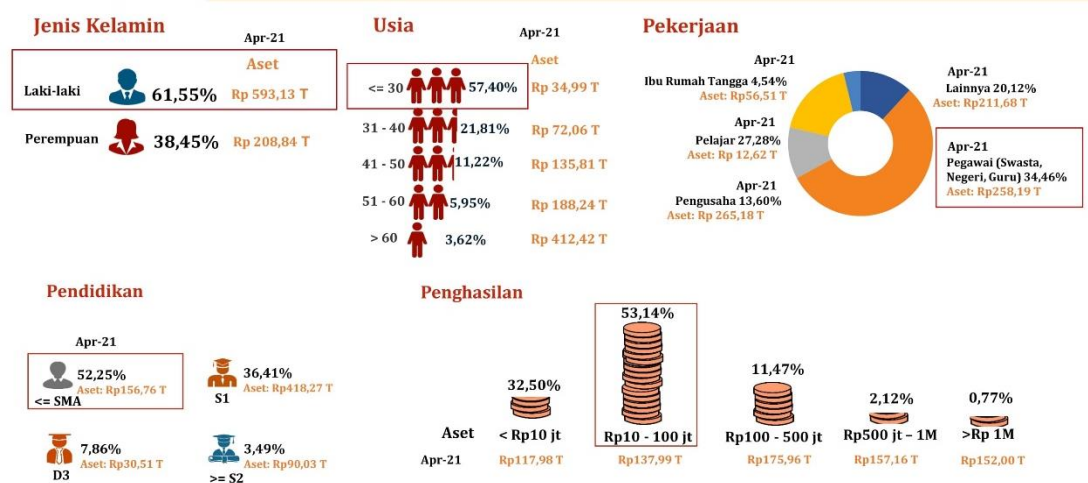 Jenis Kelamin
Apr-21
Aset
Laki-laki 61,55% Rp 593,13 T
Perempuan 38,45% Rp 208,84 T
Usia
Apr-21
Aset
<= 30 57,40% Rp 34,99 T
31 - 40 21,81% Rp 72,06 T
41 - 50 11,22% Rp 135,81 T
51 - 60 5,95% Rp 188,24 T
> 60 3,62% Rp 412,42 T
Pekerjaan
Apr-21
Ibu Rumah Tangga 4,54%
Aset: Rp56,51 T
Apr-21
Pelajar 27,28%
Aset: Rp 12,62 T
Apr-21
Pengusaha 13,60%
Aset: Rp 265,18 T
Apr-21
Lainnya 20,12%
Aset: Rp211,68 T
Apr-21
Pegawai (Swasta,
Negeri, Guru) 34,46%
Aset: Rp258,19 T
Pendidikan
Apr-21
52,25%
Aset: Rp156,76 T
<= SMA
36,41%
Aset: Rp418,27 T
S1
7,86%
Aset: Rp30,51 T
D3
3,49%
Aset: Rp90,03 T
>= S2
Penghasilan
32,50% 53,14% 11,47% 2,12% 0,77%
Aset < Rp10 jt Rp10 - 100 jt Rp100 - 500 jt Rp500 jt – 1M >Rp 1M
Apr-21 Rp117,98 T Rp137,99 T Rp175,96 T Rp157,16 T Rp152,00 T